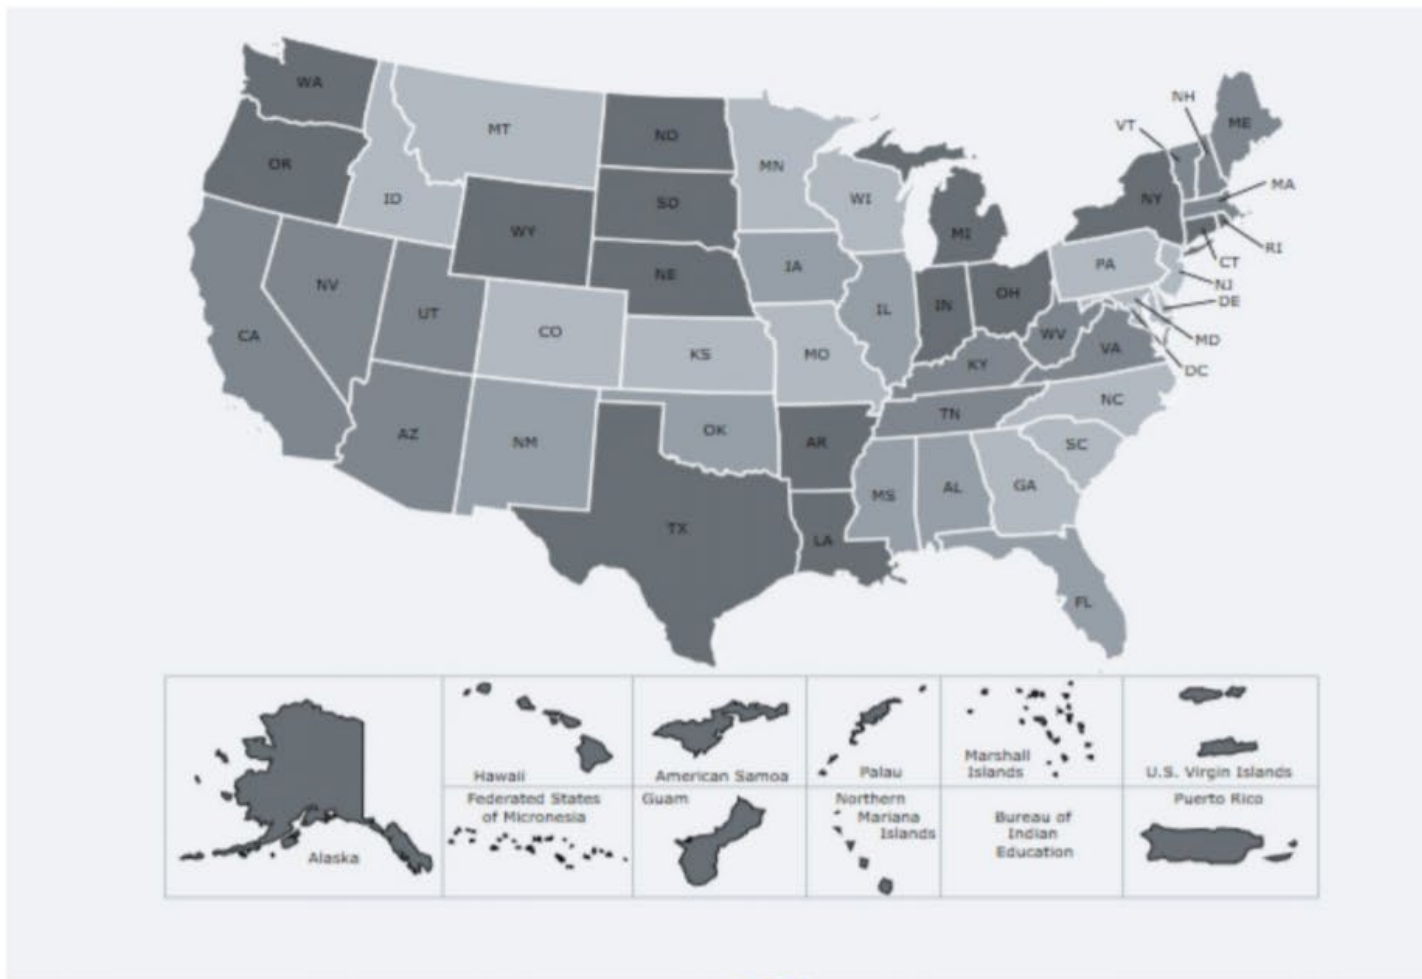 WA
OR
CA
NV
ID
MT
WY
UT
AZ
CO
NM
ND
SD
NE
KS
OK
TX
MN
IA
MO
AR
LA
WI
IL
MS
MI
IN
OH
KY
TN
AL
GA
FL
SC
NC
VA
WV
PA
NY
VT
NH
ME
MA
RI
CT
NJ
DE
MD
DC
Alaska
Hawaii
American Samoa
Palau
Marshall
Islands
U.S. Virgin Islands
Federated States
of Micronesia
Guam
Northern
Mariana
Islands
Bureau of
Indian
Education
Puerto Rico